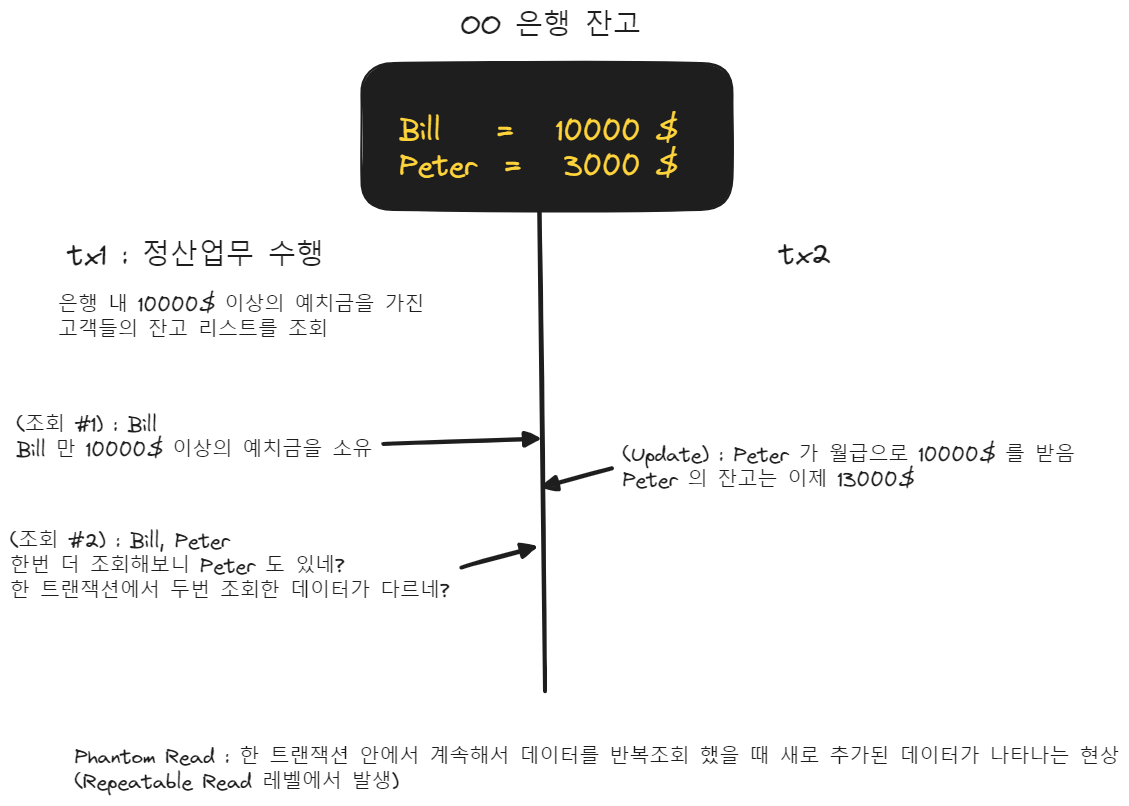 OO 은행 잔고
Bill = 10000 $
Peter = 3000 $
tx1 : 정산업무 수행
은행 내 10000$ 이상의 예치금을 가진
고객들의 잔고 리스트를 조회
tx2
(조회 #1) : Bill
Bill 만 10000$ 이상의 예치금을 소유
(Update) : Peter 가 월급으로 10000$ 를 받음
Peter 의 잔고는 이제 13000$
(조회 #2) : Bill, Peter
한번 더 조회해보니 Peter 도 있네?
한 트랜잭션에서 두번 조회한 데이터가 다르네?
Phantom Read : 한 트랜잭션 안에서 계속해서 데이터를 반복조회 했을 때 새로 추가된 데이터가 나타나는 현상
(Repeatable Read 레벨에서 발생)